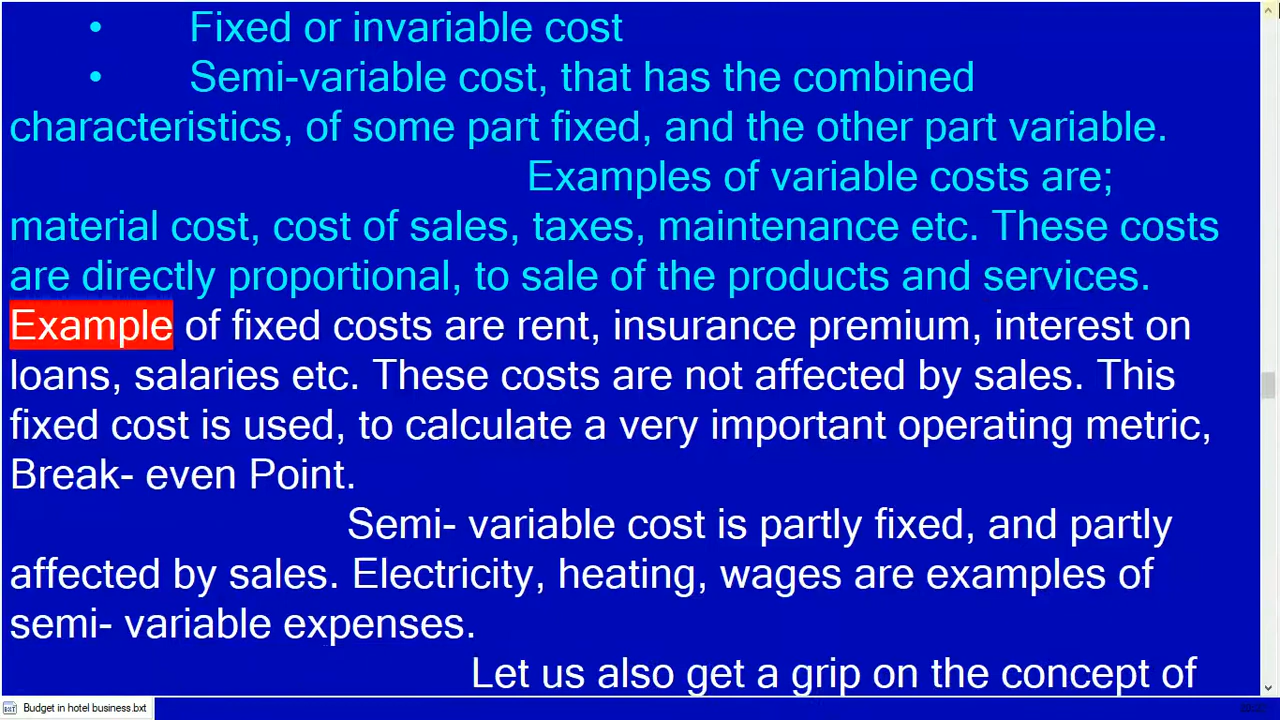 • Fixed or invariable cost
• Semi-variable cost, that has the combined
characteristics, of some part fixed, and the other part variable.
Examples of variable costs are;
material cost, cost of sales, taxes, maintenance etc. These costs
are directly proportional, to sale of the products and services.
Example of fixed costs are rent, insurance premium, interest on
loans, salaries etc. These costs are not affected by sales. This
fixed cost is used, to calculate a very important operating metric,
Break- even Point.
Semi- variable cost is partly fixed, and partly
affected by sales. Electricity, heating, wages are examples of
semi- variable expenses.
Let us also get a grip on the concept of
Budget in hotel business.bxt